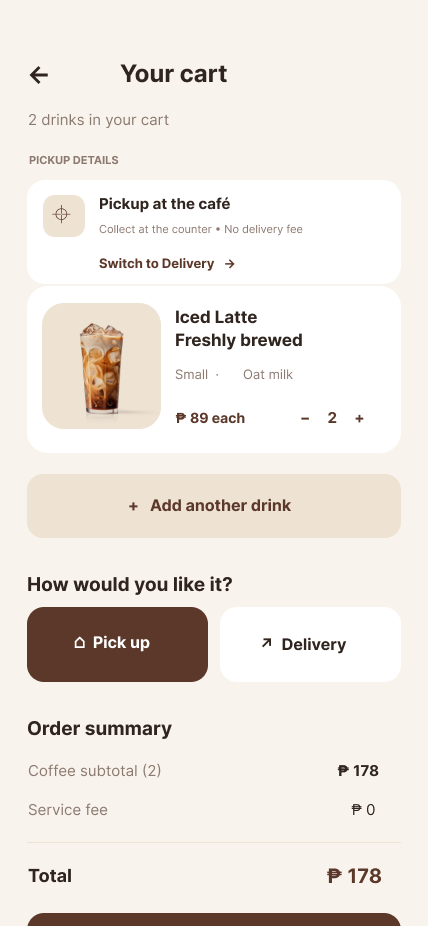 ← Your cart
2 drinks in your cart
PICKUP DETAILS
Pickup at the café
Collect at the counter • No delivery fee
Switch to Delivery →
Iced Latte
Freshly brewed
Small · Oat milk
₱ 89 each − 2 +
+ Add another drink
How would you like it?
⌂ Pick up ↗ Delivery
Order summary
Coffee subtotal (2) ₱ 178
Service fee ₱ 0
Total ₱ 178